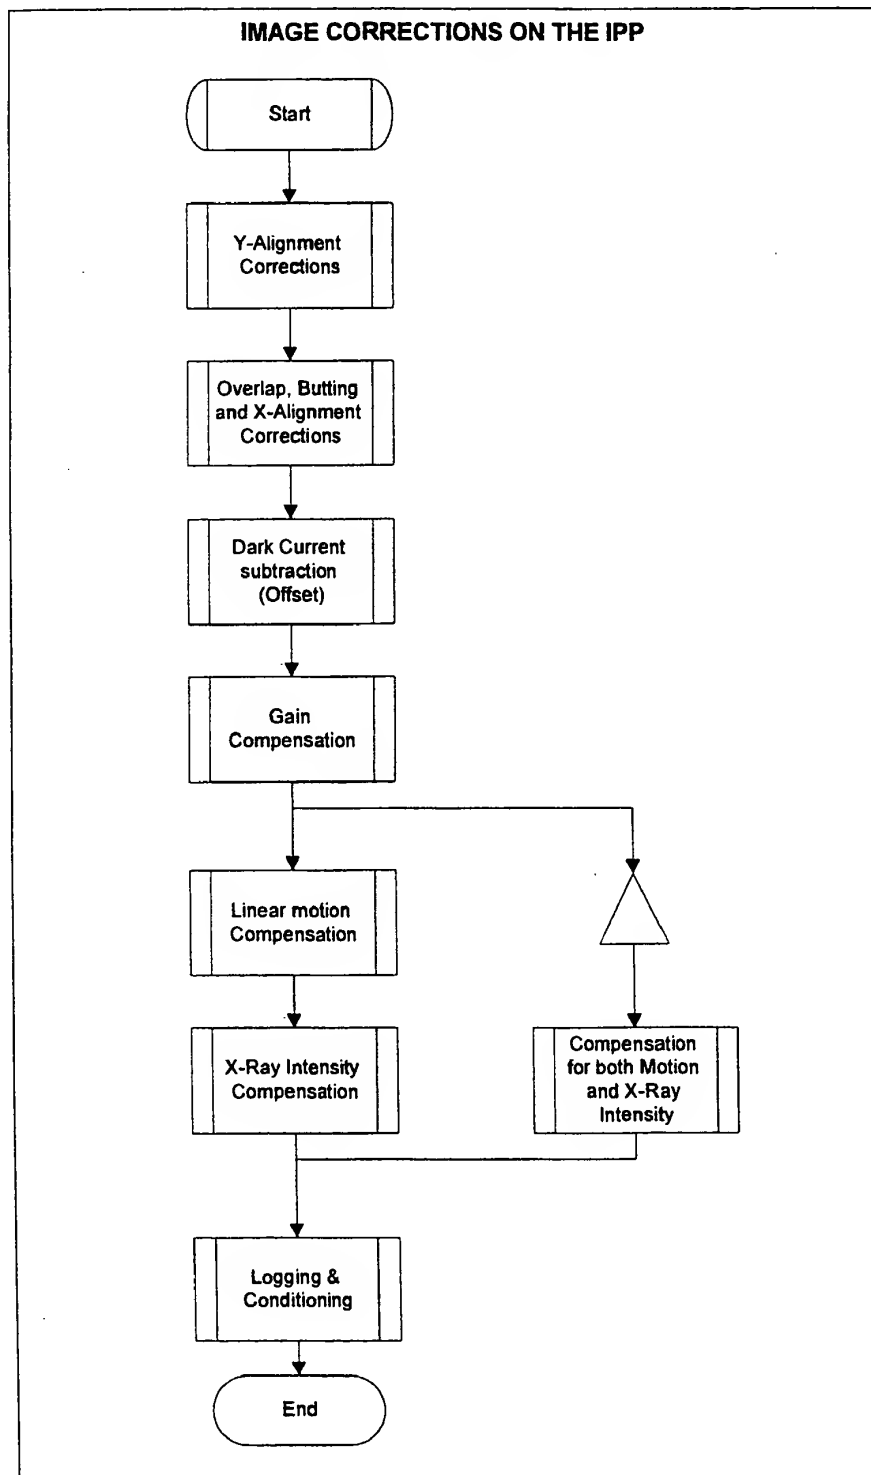 IMAGE CORRECTIONS ON THE IPP
Start
Y-Alignment
Corrections
Overlap, Butting
and X-Alignment
Corrections
Dark Current
subtraction
(Offset)
Gain
Compensation
Linear motion
Compensation
X-Ray Intensity
Compensation
Compensation
for both Motion
and X-Ray
Intensity
Logging &
Conditioning
End